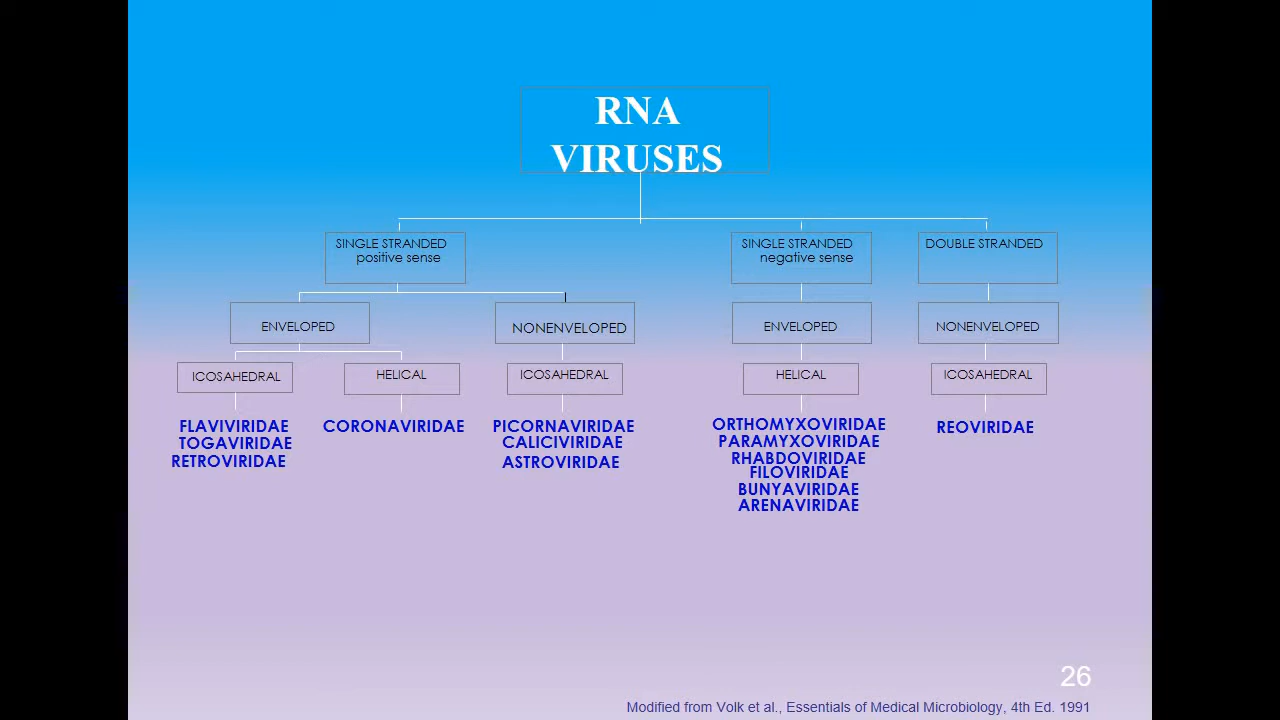 RNA
VIRUSES
SINGLE STRANDED
positive sense
SINGLE STRANDED
negative sense
DOUBLE STRANDED
ENVELOPED
NONENVELOPED
ENVELOPED
NONENVELOPED
ICOSAHEDRAL
HELICAL
ICOSAHEDRAL
HELICAL
ICOSAHEDRAL
FLAVIVIRIDAE
TOGAVIRIDAE
RETROVIRIDAE
CORONAVIRIDAE
PICORNAVIRIDAE
CALICIVIRIDAE
ASTROVIRIDAE
ORTHOMYXOVIRIDAE
PARAMYXOVIRIDAE
RHABDOVIRIDAE
FILOVIRIDAE
BUNYAVIRIDAE
ARENAVIRIDAE
REOVIRIDAE
26
Modified from Volk et al., Essentials of Medical Microbiology, 4th Ed. 1991